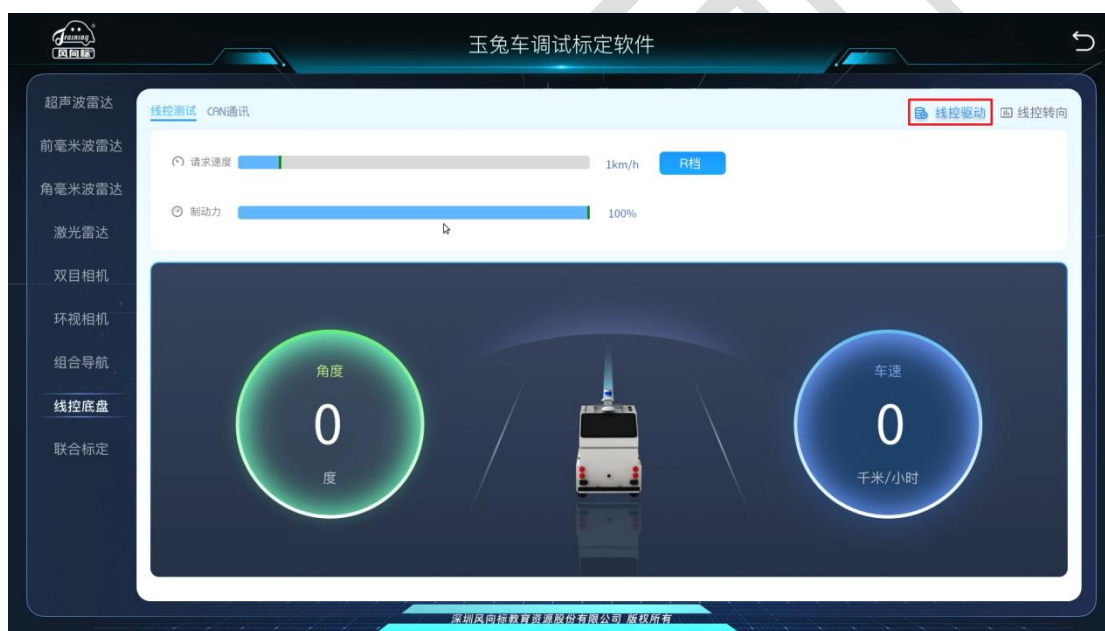 Training
风向标
玉兔车调试标定软件
超声波雷达
前毫米波雷达
角毫米波雷达
激光雷达
双目相机
环视相机
组合导航
线控底盘
联合标定
线控测试 CAN通讯
线控驱动 线控转向
请求速度 1km/h R档
制动力 100%
角度
0
度
车速
0
千米/小时
深圳风向标教育资源股份有限公司 版权所有